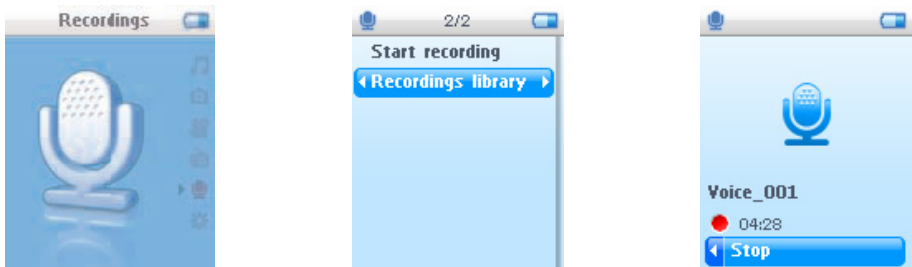 Recordings
2/2
Start recording
Recordings library
Voice_001
04:28
Stop